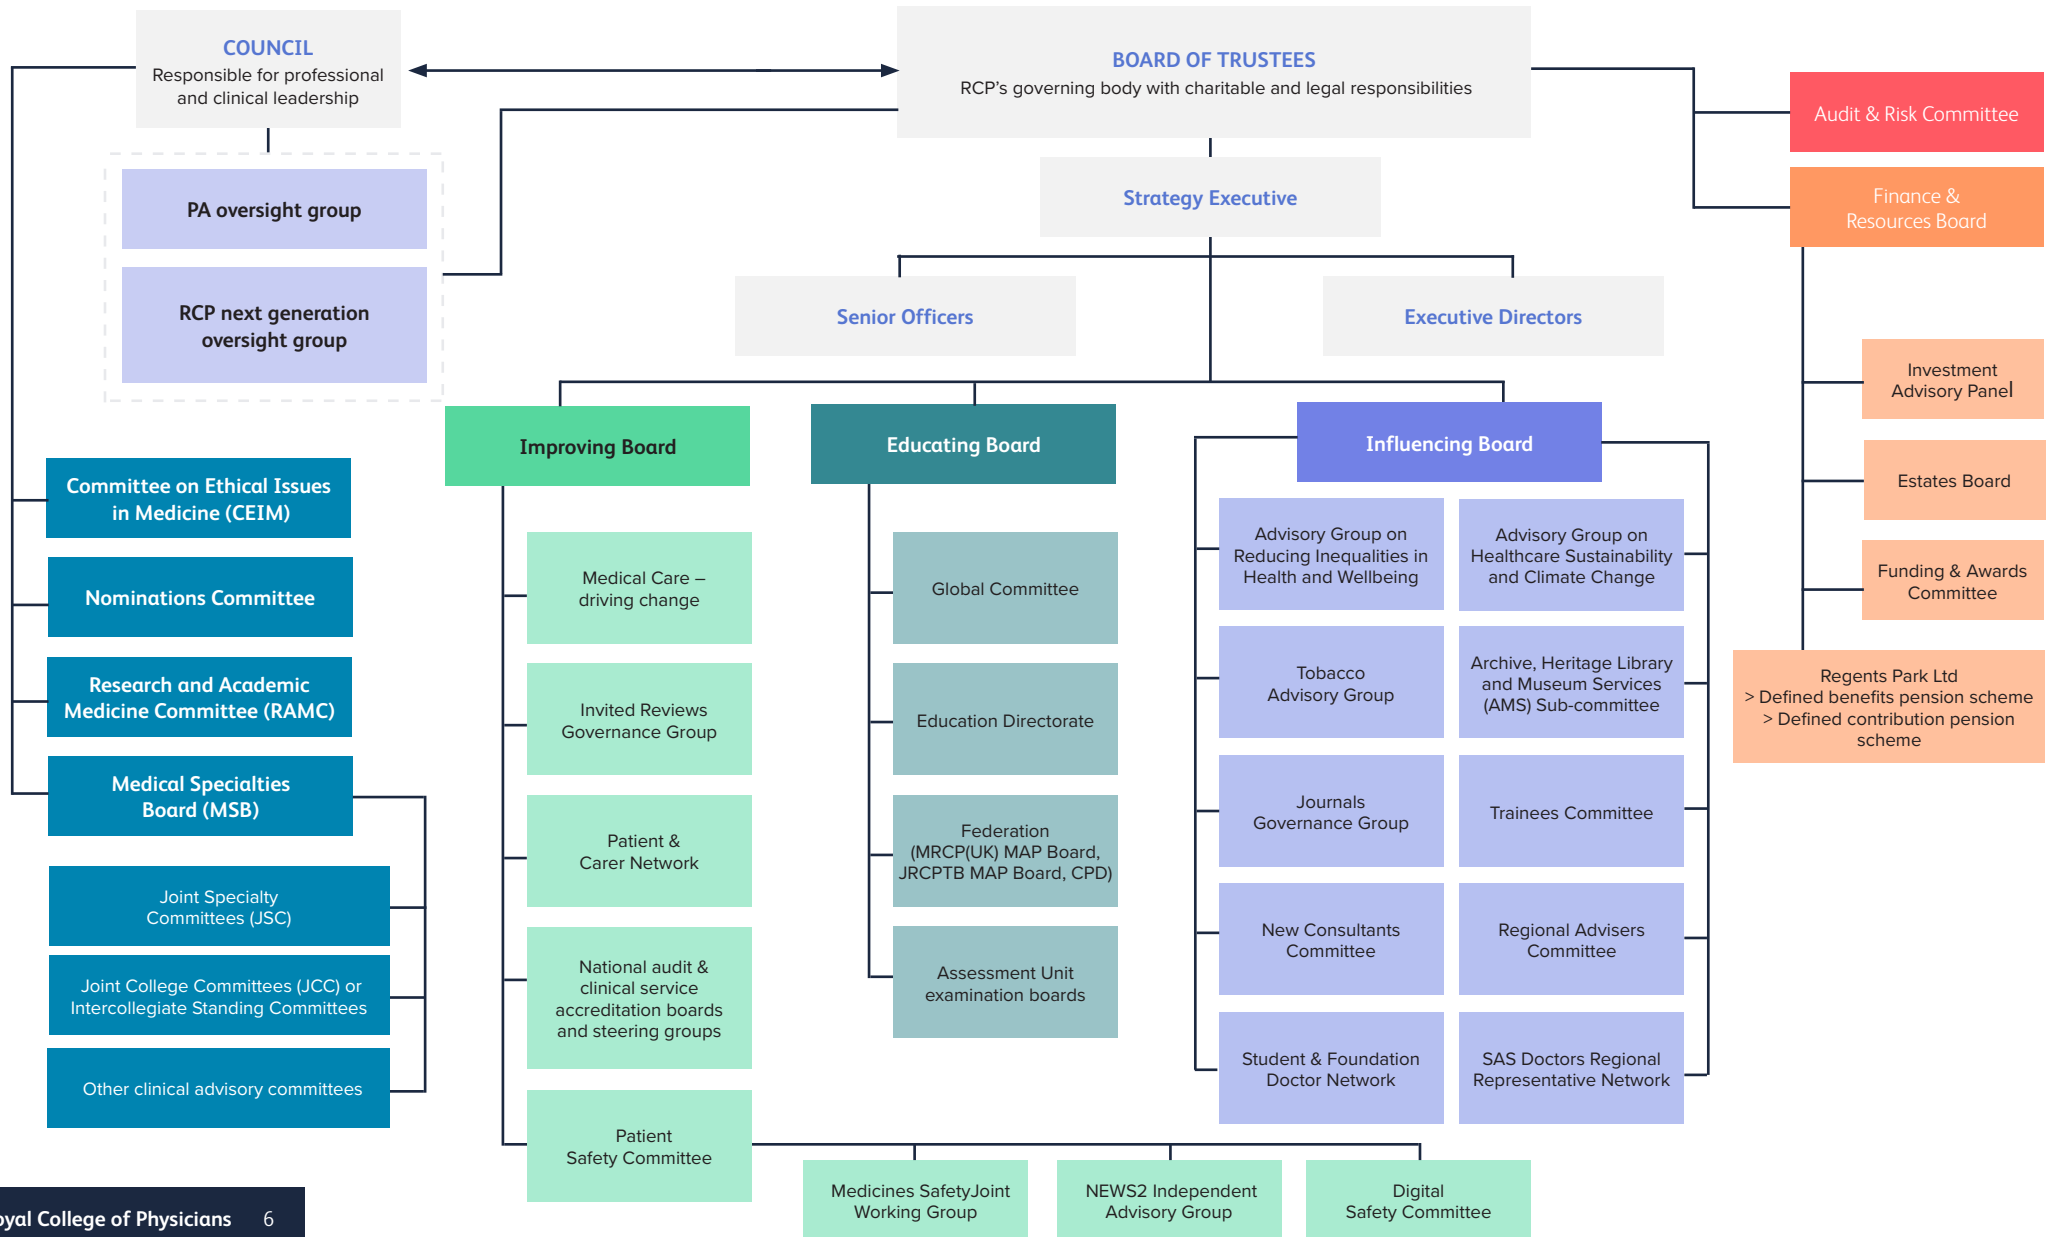 COUNCIL
Responsible for professional
and clinical leadership
BOARD OF TRUSTEES
RCP’s governing body with charitable and legal responsibilities
Audit & Risk Committee
Finance &
Resources Board
PA oversight group
RCP next generation
oversight group
Strategy Executive
Senior Officers
Executive Directors
Investment
Advisory Panel
Estates Board
Funding & Awards
Committee
Regents Park Ltd
> Defined benefits pension scheme
> Defined contribution pension
scheme
Committee on Ethical Issues
in Medicine (CEIM)
Nominations Committee
Research and Academic
Medicine Committee (RAMC)
Medical Specialties
Board (MSB)
Joint Specialty
Committees (JSC)
Joint College Committees (JCC) or
Intercollegiate Standing Committees
Other clinical advisory committees
Improving Board
Medical Care –
driving change
Invited Reviews
Governance Group
Patient &
Carer Network
National audit &
clinical service
accreditation boards
and steering groups
Patient
Safety Committee
Medicines SafetyJoint
Working Group
NEWS2 Independent
Advisory Group
Digital
Safety Committee
Educating Board
Global Committee
Education Directorate
Federation
(MRCP(UK) MAP Board,
JRCPTB MAP Board, CPD)
Assessment Unit
examination boards
Influencing Board
Advisory Group on
Reducing Inequalities in
Health and Wellbeing
Advisory Group on
Healthcare Sustainability
and Climate Change
Tobacco
Advisory Group
Archive, Heritage Library
and Museum Services
(AMS) Sub-committee
Journals
Governance Group
Trainees Committee
New Consultants
Committee
Regional Advisers
Committee
Student & Foundation
Doctor Network
SAS Doctors Regional
Representative Network
oyal College of Physicians 6